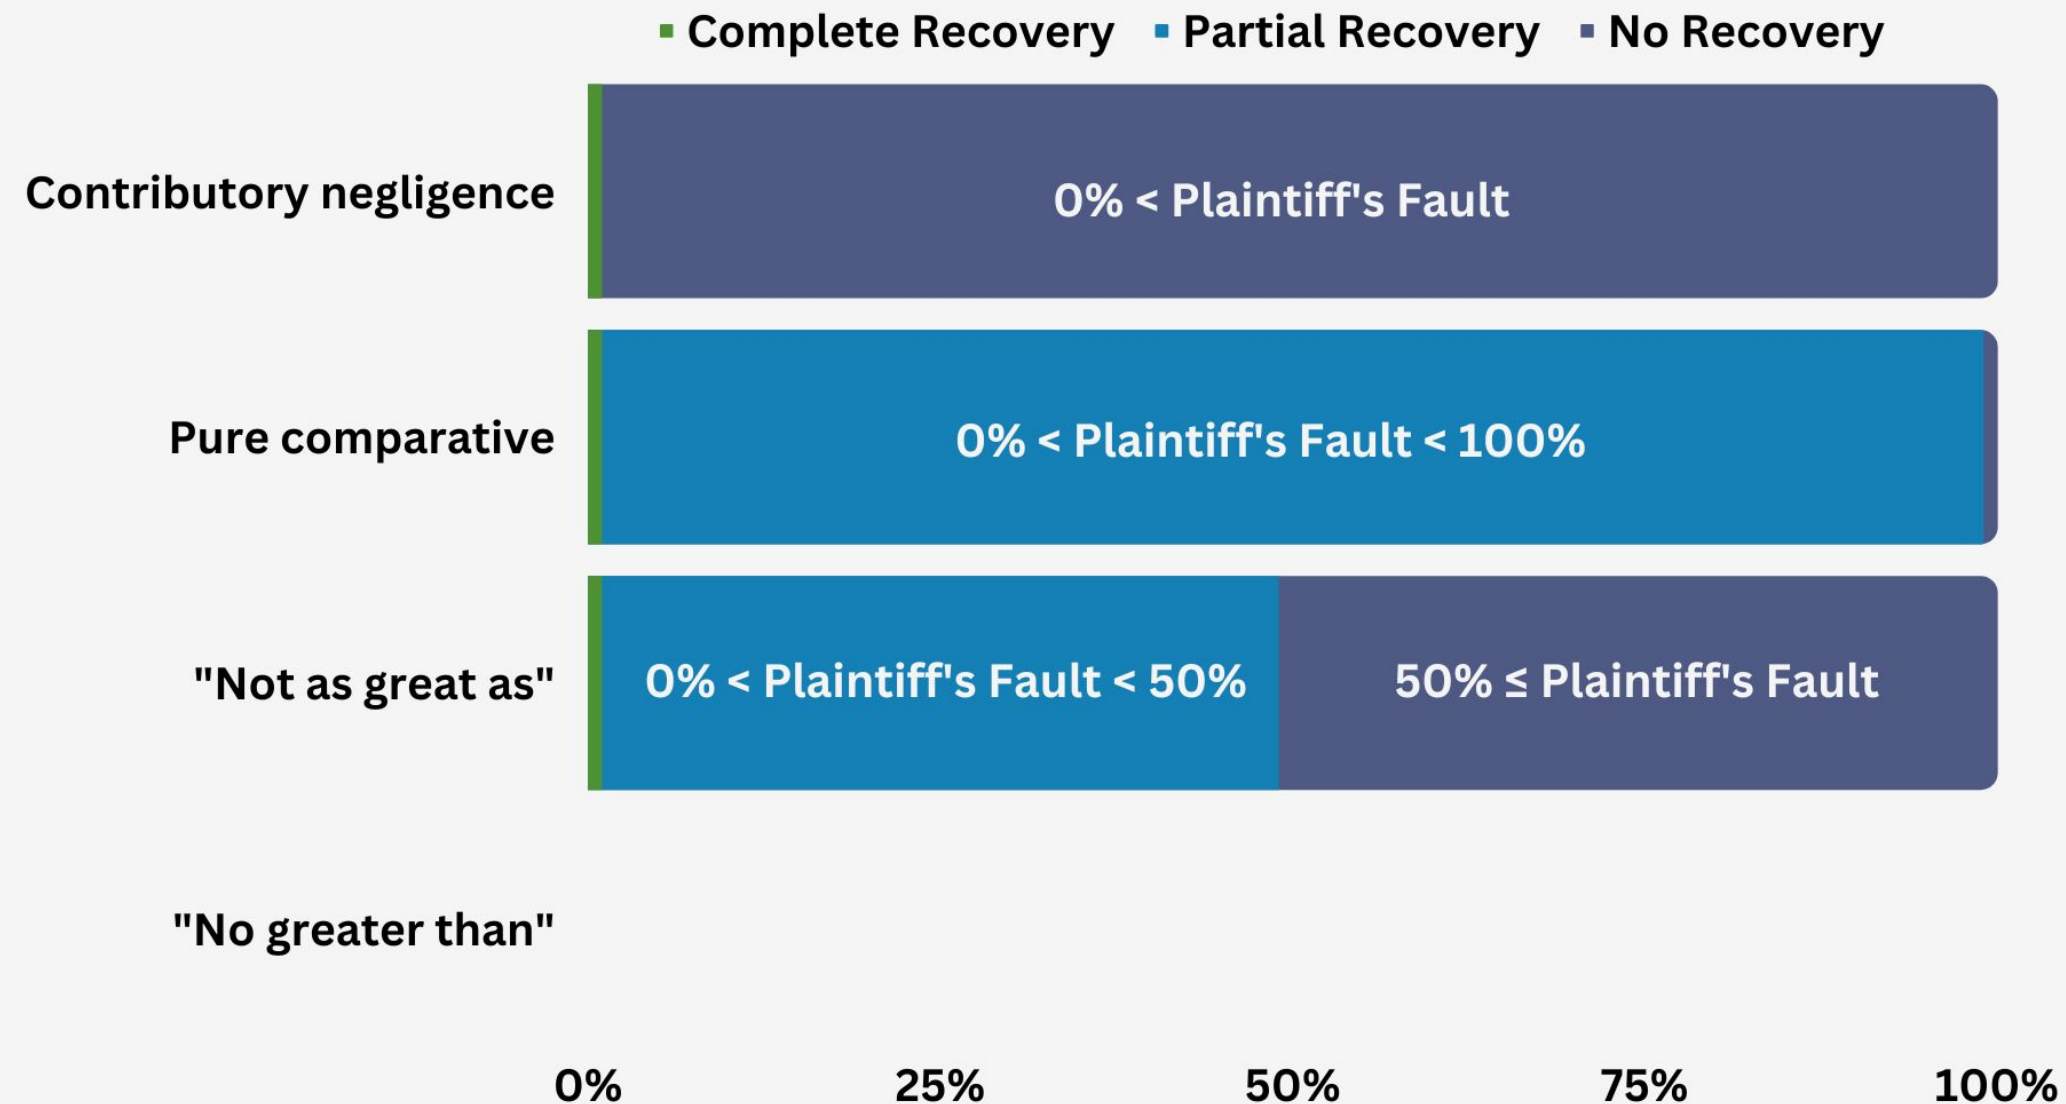 Complete Recovery Partial Recovery No Recovery
Contributory negligence
0% < Plaintiff's Fault
Pure comparative
0% < Plaintiff's Fault < 100%
"Not as great as"
0% < Plaintiff's Fault < 50%
50% ≤ Plaintiff's Fault
"No greater than"
0% 25% 50% 75% 100%